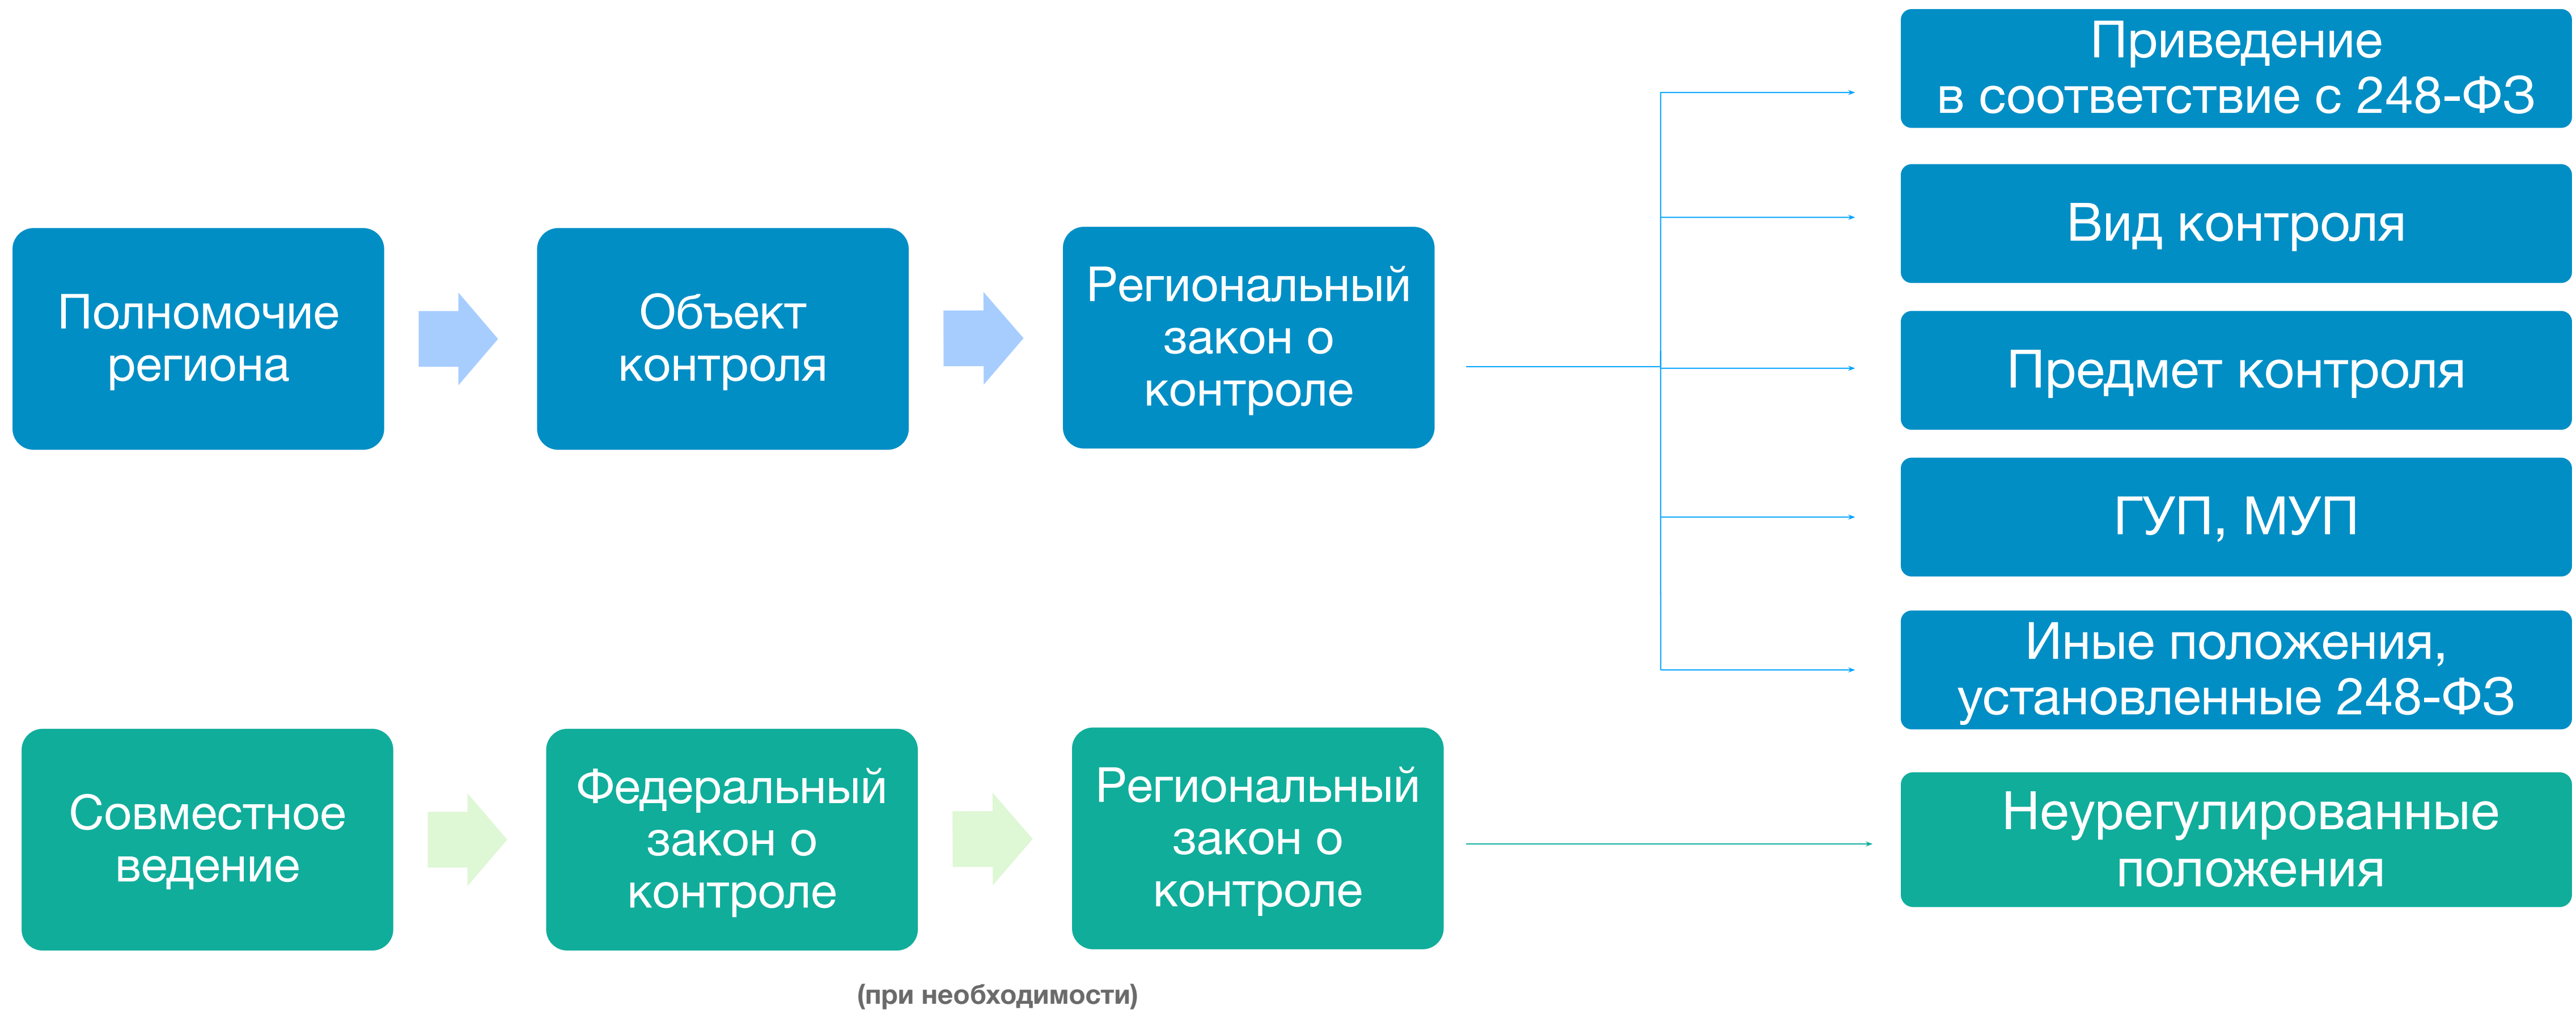 Полномочие
региона
Объект
контроля
Региональный
закон о
контроле
Приведение
в соответствие с 248-ФЗ
Вид контроля
Предмет контроля
ГУП, МУП
Иные положения,
установленные 248-ФЗ
Совместное
ведение
Федеральный
закон о
контроле
Региональный
закон о
контроле
Неурегулированные
положения
(при необходимости)